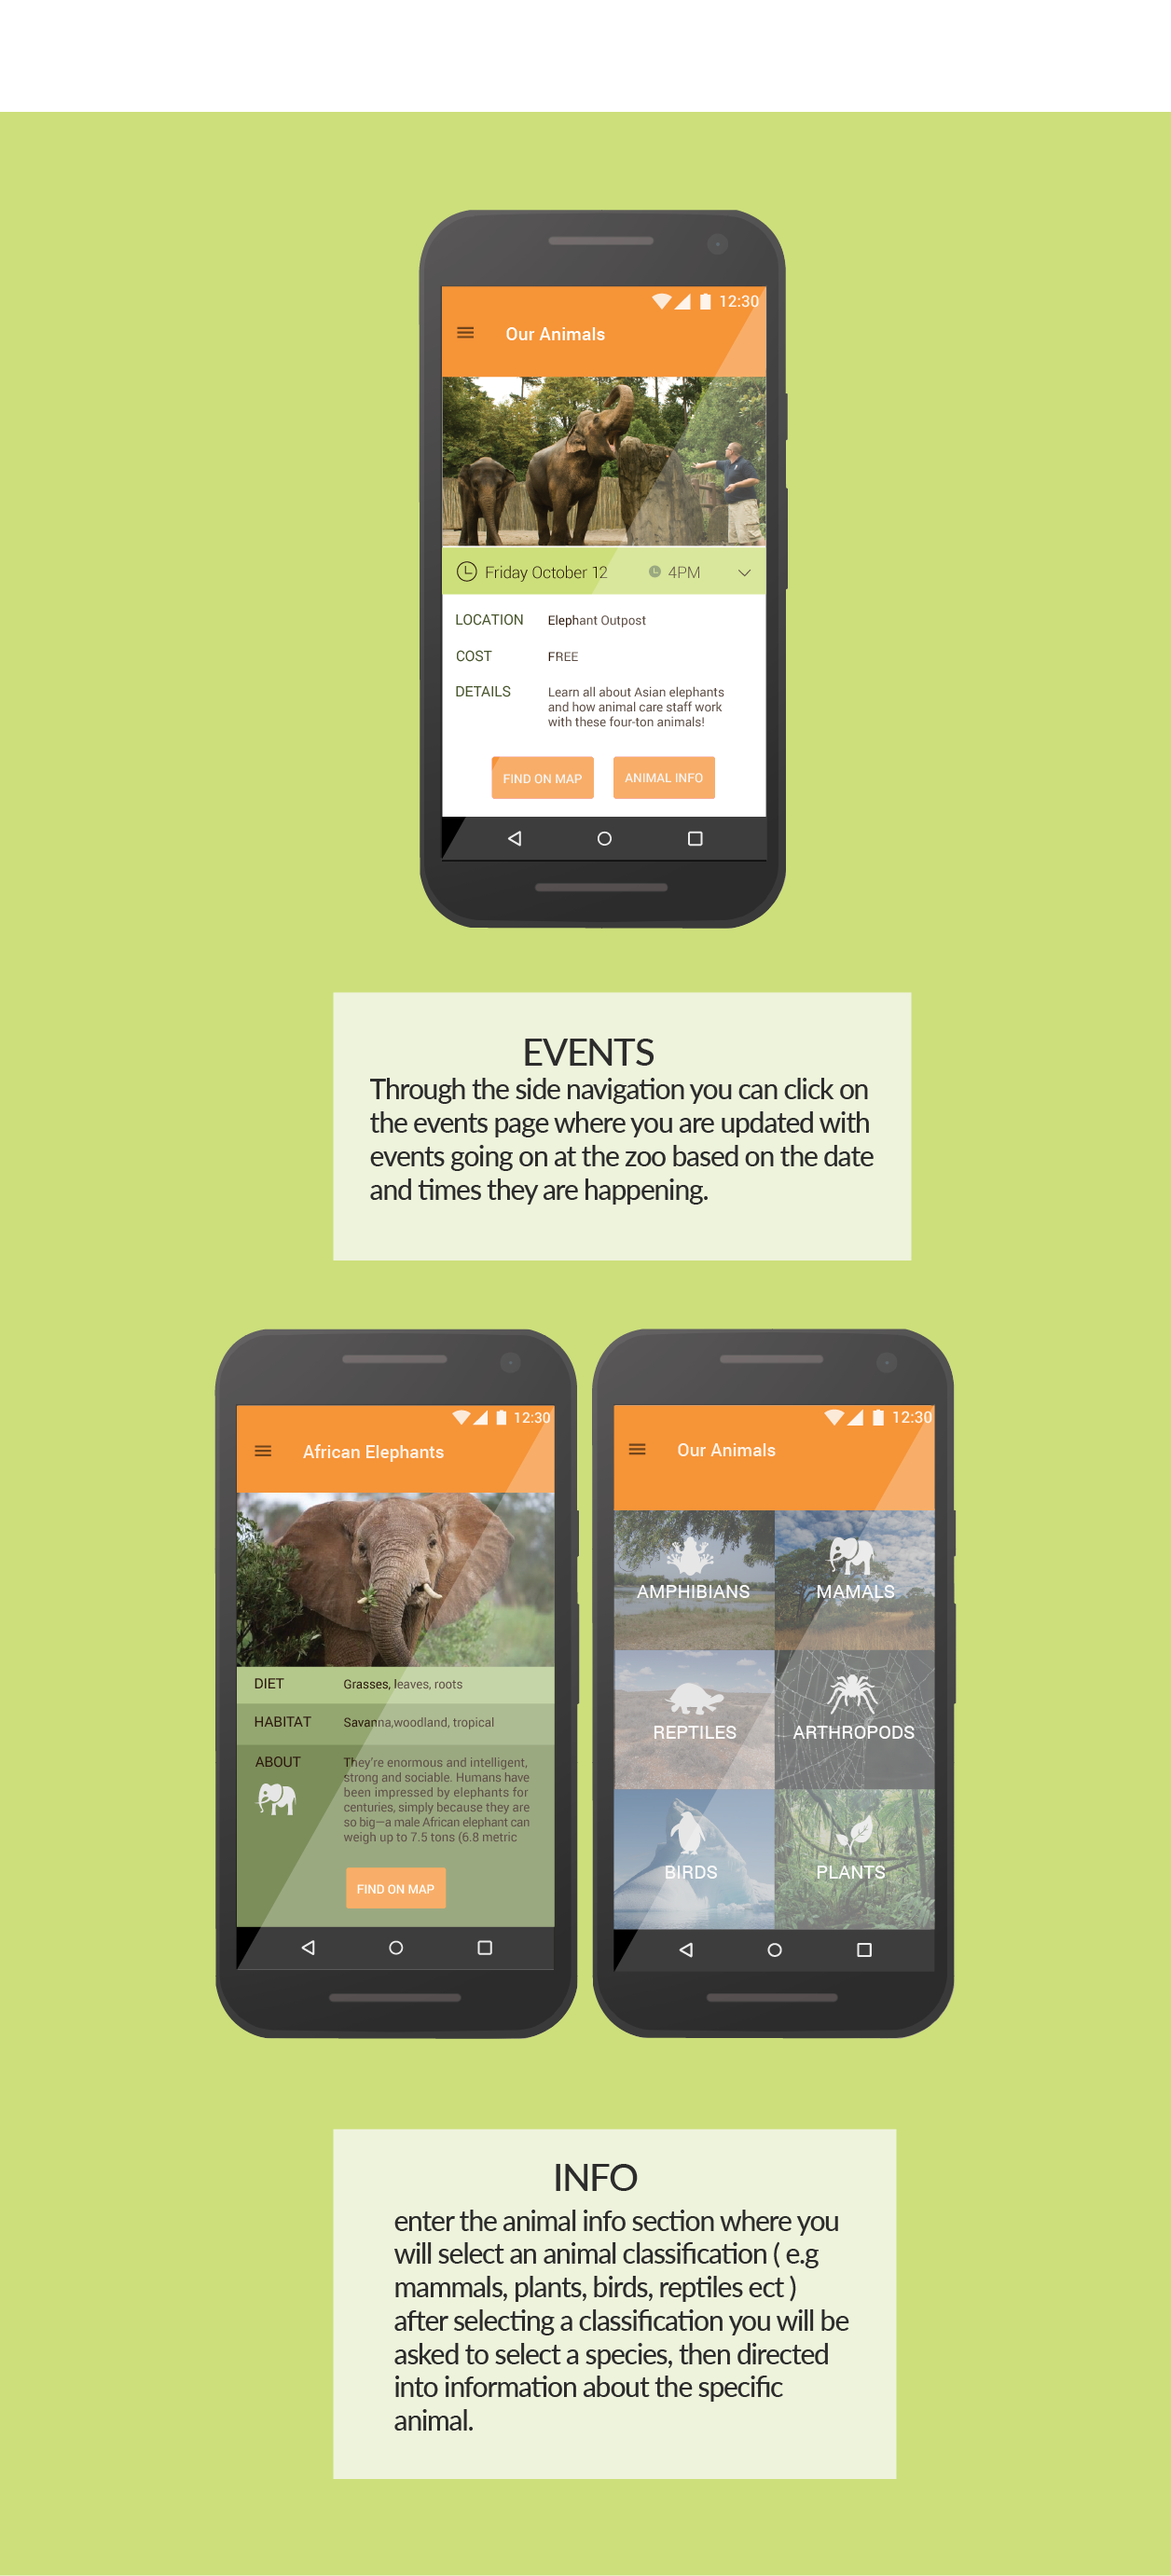 12:30
Our Animals
Friday October 12 4PM
LOCATION Elephant Outpost
COST FREE
DETAILS Learn all about Asian elephants
and how animal care staff work
with these four-ton animals!
FIND ON MAP ANIMAL INFO
EVENTS
Through the side navigation you can click on
the events page where you are updated with
events going on at the zoo based on the date
and times they are happening.
12:30
African Elephants
DIET Grasses, leaves, roots
HABITAT Savanna,woodland, tropical
ABOUT They're enormous and intelligent,
strong and sociable. Humans have
been impressed by elephants for
centuries, simply because they are
so big—a male African elephant can
weigh up to 7.5 tons (6.8 metric
FIND ON MAP
12:30
Our Animals
AMPHIBIANS MAMALS
REPTILES ARTHROPODS
BIRDS PLANTS
INFO
enter the animal info section where you
will select an animal classification ( e.g
mammals, plants, birds, reptiles ect )
after selecting a classification you will be
asked to select a species, then directed
into information about the specific
animal.